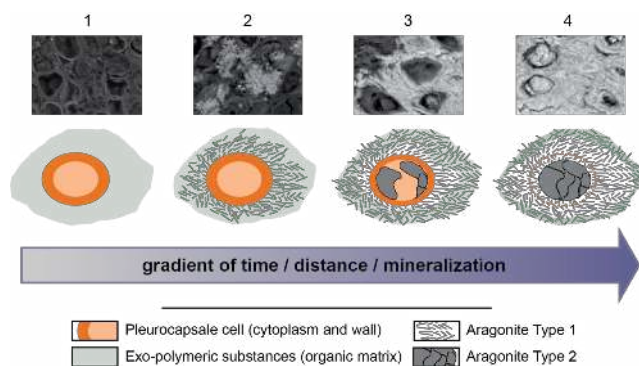 1 2 3 4
gradient of time / distance / mineralization
Pleurocapsale cell (cytoplasm and wall) Aragonite Type 1
Exo-polymeric substances (organic matrix) Aragonite Type 2